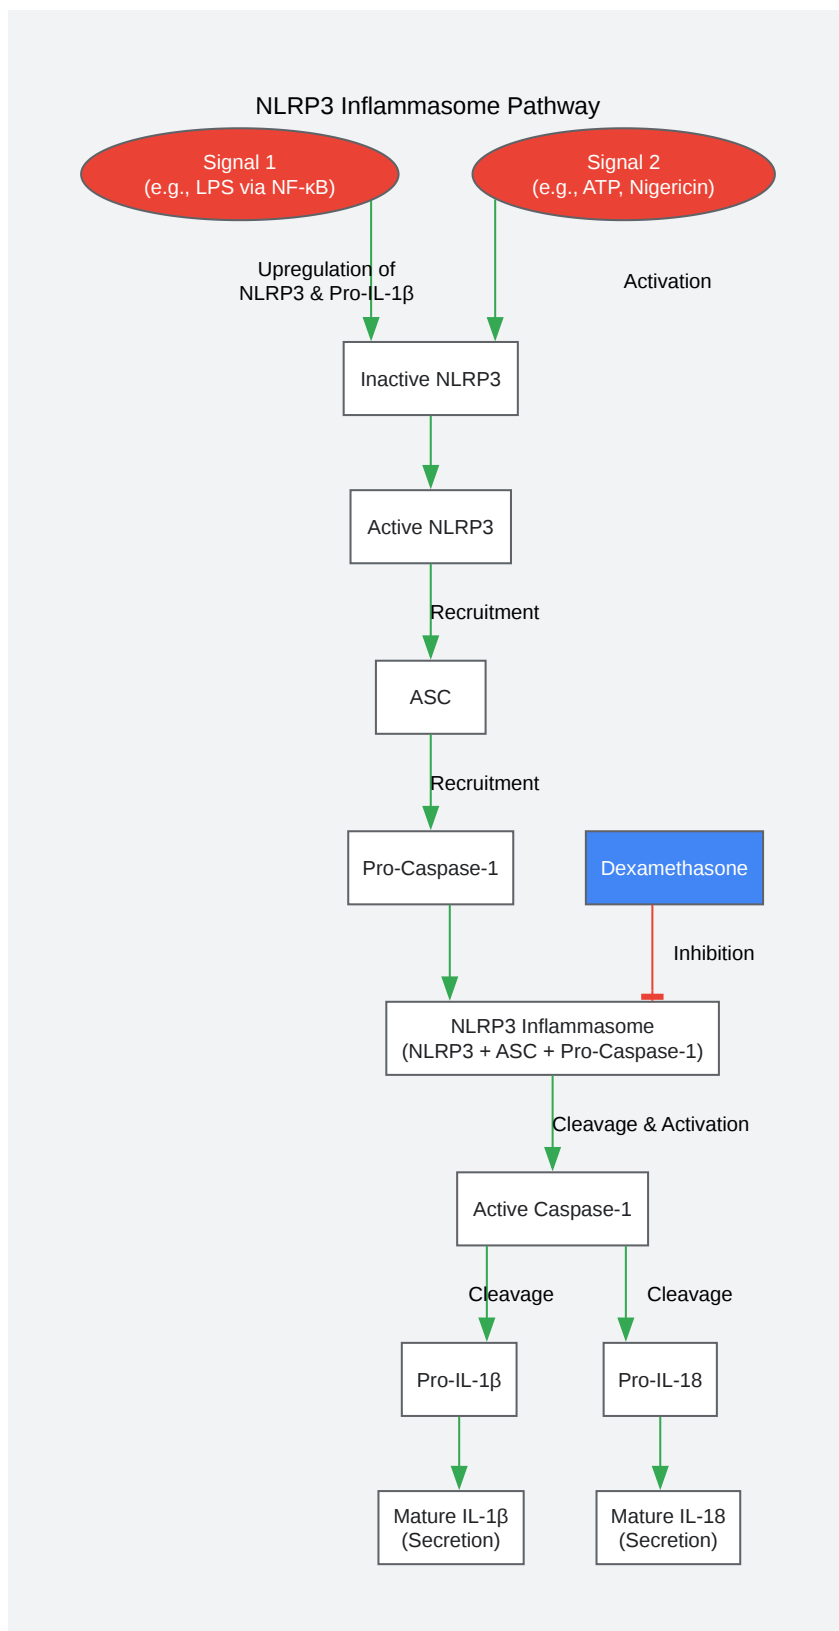 NLRP3 Inflammasome Pathway
Signal 1
(e.g., LPS via NF-κB)
Signal 2
(e.g., ATP, Nigericin)
Upregulation of
NLRP3 & Pro-IL-1β
Activation
Inactive NLRP3
Active NLRP3
Recruitment
ASC
Recruitment
Pro-Caspase-1
Dexamethasone
Inhibition
NLRP3 Inflammasome
(NLRP3 + ASC + Pro-Caspase-1)
Cleavage & Activation
Active Caspase-1
Cleavage
Cleavage
Pro-IL-1β
Pro-IL-18
Mature IL-1β
(Secretion)
Mature IL-18
(Secretion)